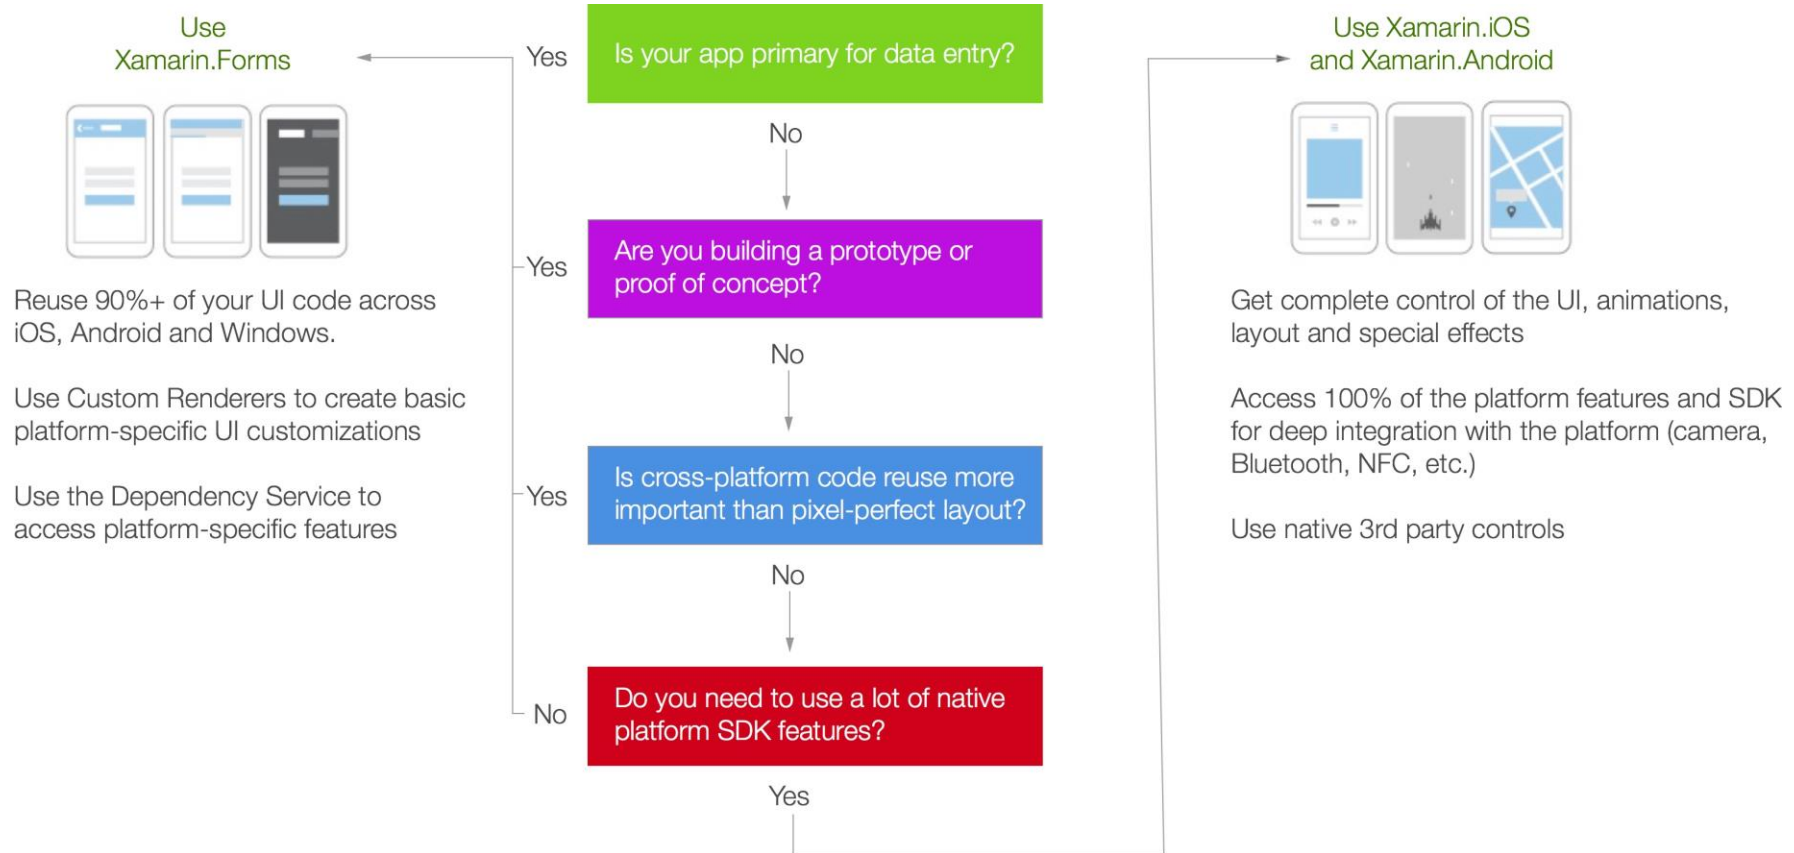 Use
Xamarin.Forms
Reuse 90%+ of your UI code across
iOS, Android and Windows.
Use Custom Renderers to create basic
platform-specific UI customizations
Use the Dependency Service to
access platform-specific features
Yes
Is your app primary for data entry?
No
Yes
Are you building a prototype or
proof of concept?
No
Yes
Is cross-platform code reuse more
important than pixel-perfect layout?
No
No
Do you need to use a lot of native
platform SDK features?
Yes
Use Xamarin.iOS
and Xamarin.Android
Get complete control of the UI, animations,
layout and special effects
Access 100% of the platform features and SDK
for deep integration with the platform (camera,
Bluetooth, NFC, etc.)
Use native 3rd party controls